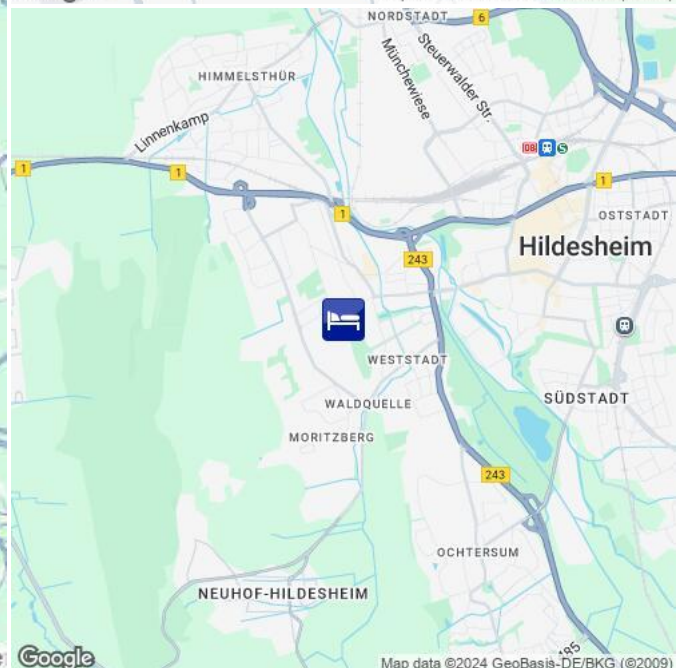 NORDSTADT
6
HIMMELSTHÜR
Münchewiese
Steuerwalder Str.
Linnenkamp
DB
S
1
1
1
1
OSTSTADT
Hildesheim
243
WESTSTADT
WALDQUELLE
SÜDSTADT
MORITZBERG
243
OCHTERSUM
NEUHOF-HILDESHEIM
Google
Map data ©2024 GeoBasis-DE/BKG (©2009)